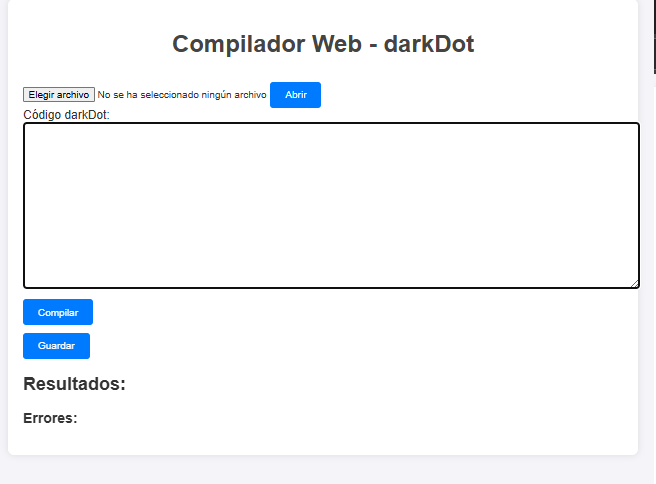 Compilador Web - darkDot
Elegir archivo No se ha seleccionado ningún archivo Abrir
Código darkDot:
Compilar
Guardar
Resultados:
Errores: